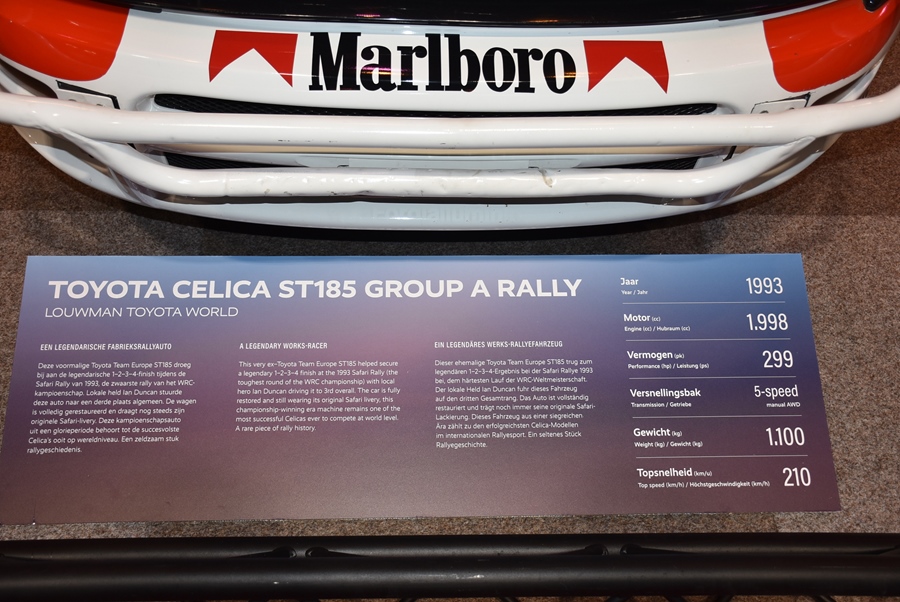 Marlboro
TOYOTA CELICA ST185 GROUP A RALLY
LOUWMAN TOYOTA WORLD
EEN LEGENDARISCHE FABRIEKSRALLYAUTO
Deze voormalige Toyota Team Europe ST185 droeg
bij aan de legendarische 1-2-3-4-finish tijdens de
Safari Rally van 1993, de zwaarste rally van het WRC-
kampioenschap. Lokale held Ian Duncan stuurde
deze auto naar een derde plaats algemeen. De wagen
is volledig gerestaureerd en draagt nog steeds zijn
originele Safari-livery. Deze kampioenschapsauto
uit een glorieperiode behoort tot de succesvolste
Celica's ooit op wereldniveau. Een zeldzaam stuk
rallygeschiedenis.
A LEGENDARY WORKS-RACER
This very ex-Toyota Team Europe ST185 helped secure
a legendary 1-2-3-4 finish at the 1993 Safari Rally (the
toughest round of the WRC championship) with local
hero Ian Duncan driving it to 3rd overall. The car is fully
restored and still wearing its original Safari livery, this
championship-winning era machine remains one of the
most successful Celicas ever to compete at world level.
A rare piece of rally history.
EIN LEGENDÄRES WERKS-RALLYEFAHRZEUG
Dieser ehemalige Toyota Team Europe ST185 trug zum
legendären 1-2-3-4-Ergebnis bei der Safari Rallye 1993
bei, dem härtesten Lauf der WRC-Weltmeisterschaft.
Der lokale Held Ian Duncan fuhr dieses Fahrzeug
auf den dritten Gesamtrang. Das Auto ist vollständig
restauriert und trägt noch immer seine originale Safari-
Lackierung. Dieses Fahrzeug aus einer siegreichen
Ära zählt zu den erfolgreichsten Celica-Modellen
im internationalen Rallyesport. Ein seltenes Stück
Rallyegeschichte.
Jaar 1993
Year / Jahr
Motor (cc) 1.998
Engine (cc) / Hubraum (cc)
Vermogen (pk) 299
Performance (hp) / Leistung (ps)
Versnellingsbak 5-speed
Transmission / Getriebe manual AWD
Gewicht (kg) 1.100
Weight (kg) / Gewicht (kg)
Topsnelheid (km/u) 210
Top speed (km/h) / Höchstgeschwindigkeit (km/h)